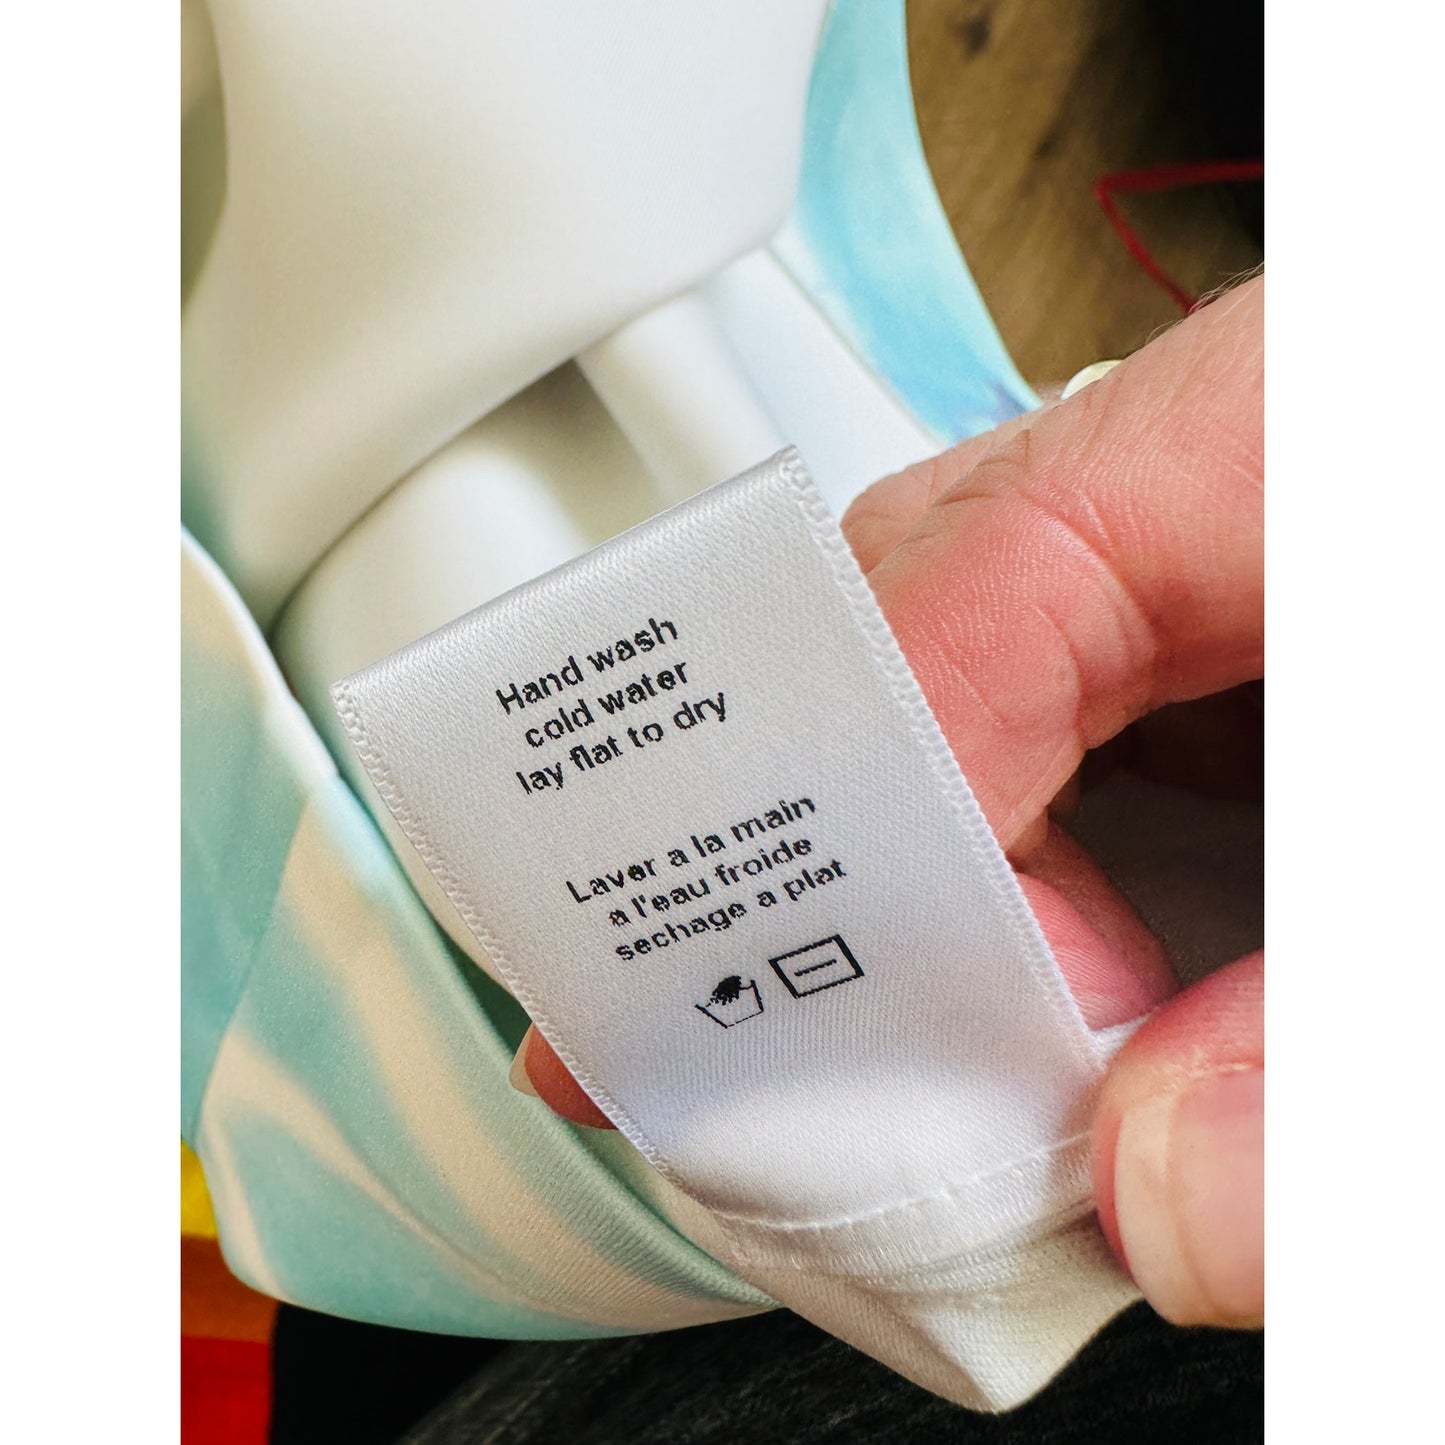 Hand wash
cold water
lay flat to dry
Laver a la main
a l'eau froide
sechage a plat